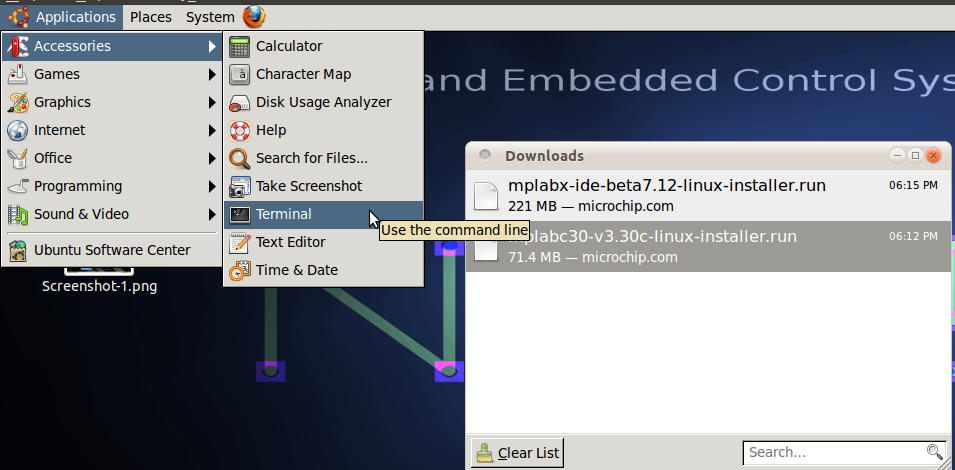 Applications Places System
Accessories
Games
Graphics
Internet
Office
Programming
Sound & Video
Ubuntu Software Center
Calculator
Character Map
Disk Usage Analyzer
Help
Search for Files...
Take Screenshot
Terminal
Text Editor
Time & Date
Use the command line
Screenshot-1.png
and Embedded Control Sys
Downloads
mplabx-ide-beta7.12-linux-installer.run 06:15 PM
221 MB — microchip.com
mplabc30-v3.30c-linux-installer.run 06:12 PM
71.4 MB — microchip.com
Clear List Search...